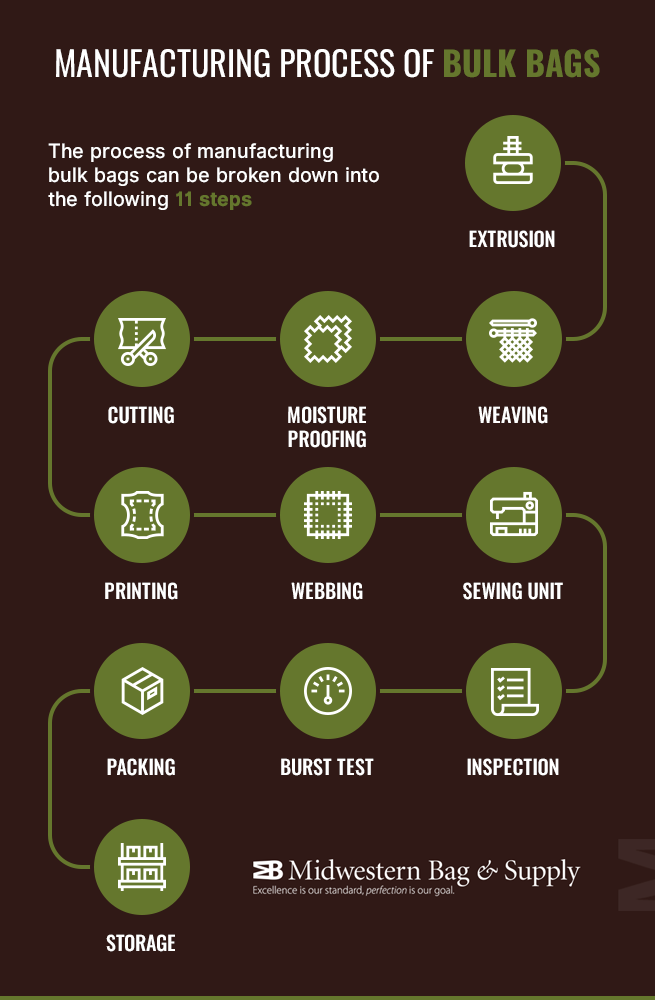 MANUFACTURING PROCESS OF BULK BAGS
The process of manufacturing
bulk bags can be broken down into
the following 11 steps
EXTRUSION
CUTTING
MOISTURE
PROOFING
WEAVING
PRINTING
WEBBING
SEWING UNIT
PACKING
BURST TEST
INSPECTION
STORAGE
MB Midwestern Bag & Supply
Excellence is our standard, perfection is our goal.
M